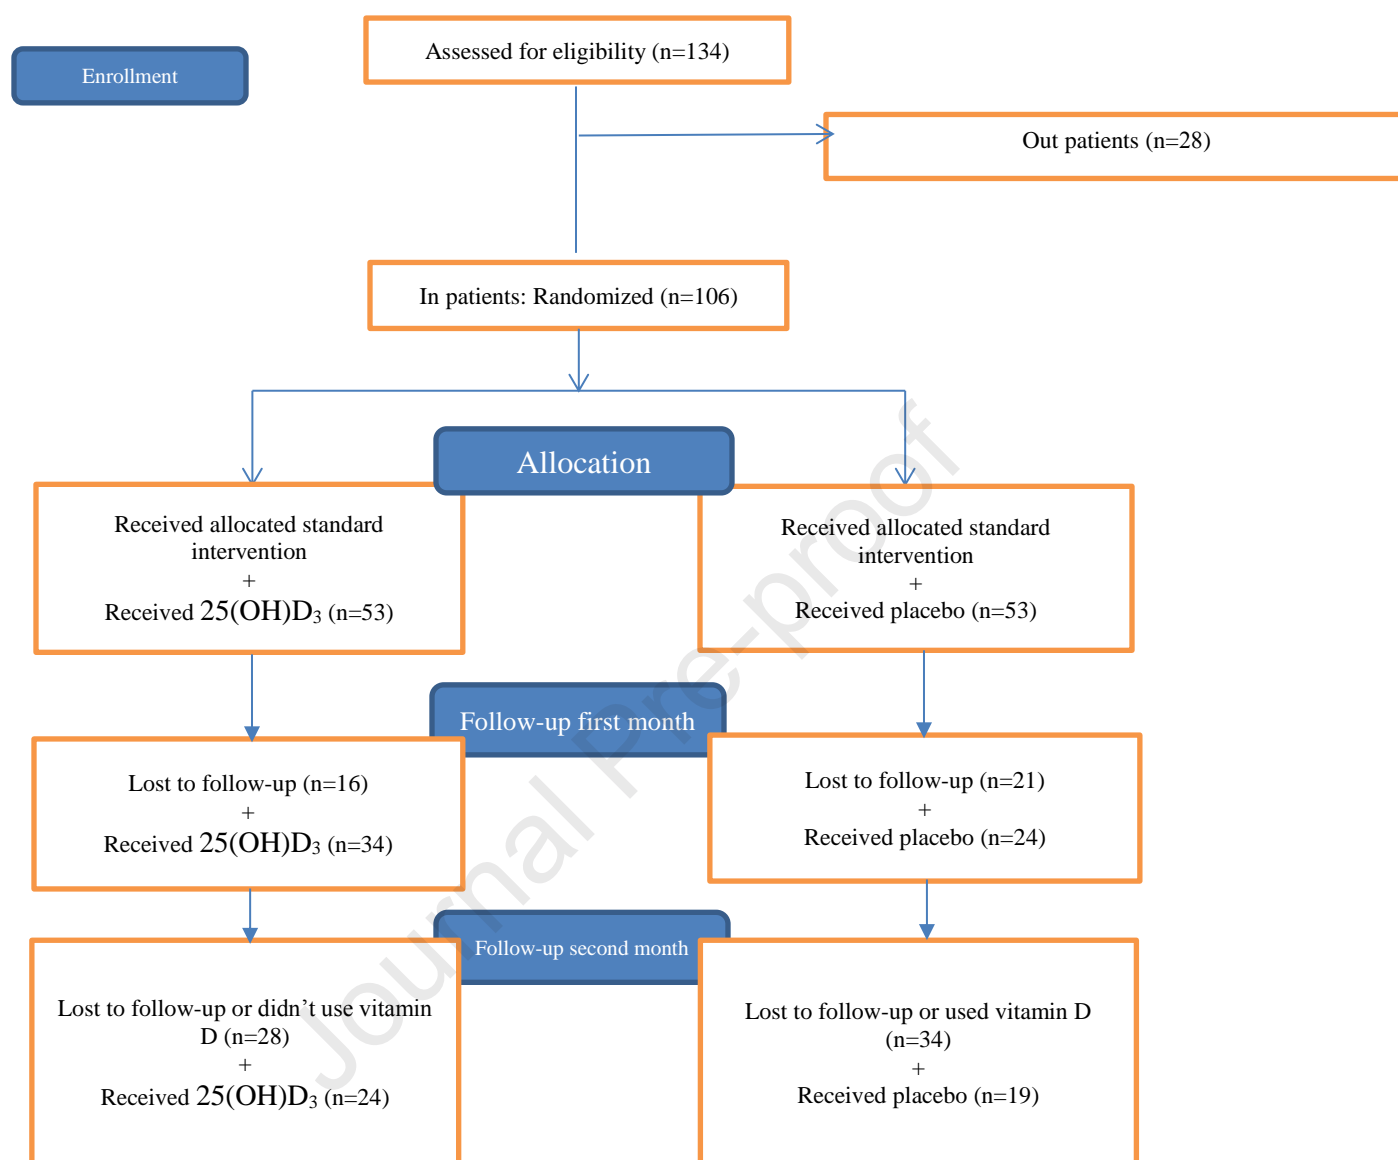 Assessed for eligibility (n=134)
Enrollment
Out patients (n=28)
In patients: Randomized (n=106)
Allocation
Received allocated standard
intervention
+
Received 25(OH)D₃ (n=53)
Received allocated standard
intervention
+
Received placebo (n=53)
Follow-up first month
Lost to follow-up (n=16)
+
Received 25(OH)D₃ (n=34)
Lost to follow-up (n=21)
+
Received placebo (n=24)
Follow-up second month
Lost to follow-up or didn’t use vitamin
D (n=28)
+
Received 25(OH)D₃ (n=24)
Lost to follow-up or used vitamin D
(n=34)
+
Received placebo (n=19)
Journal Pre-proof